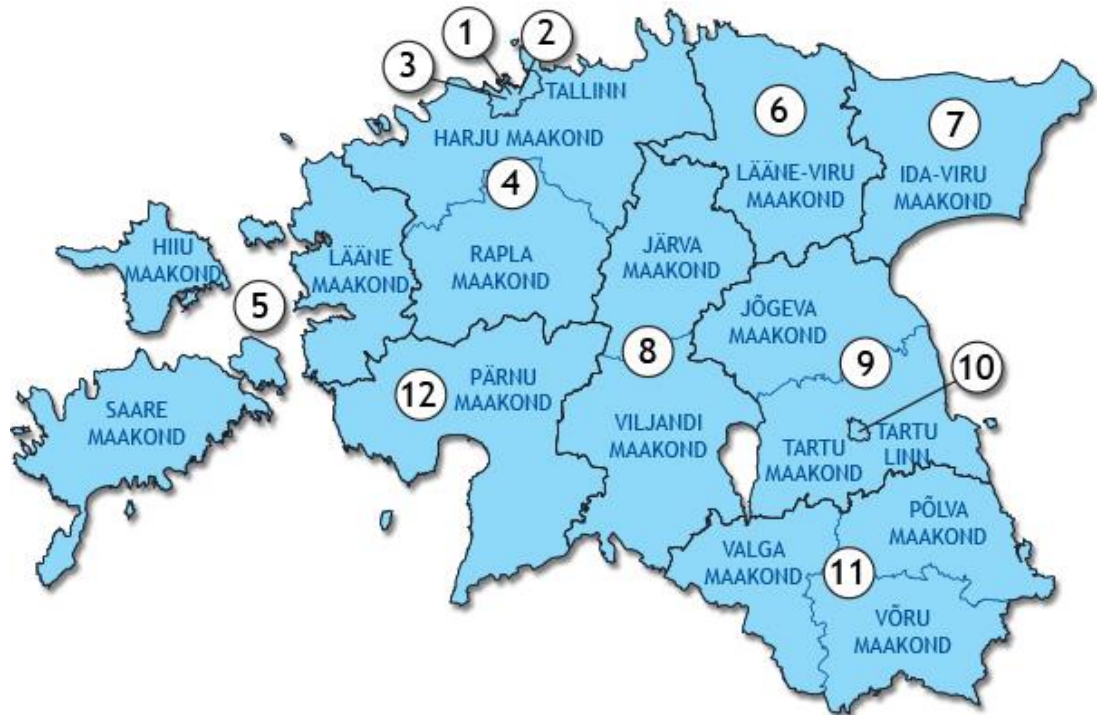 1
2
3
TALLINN
HARJU MAAKOND
6
7
LÄÄNE-VIRU
MAAKOND
IDA-VIRU
MAAKOND
4
HIIU
MAAKOND
LÄÄNE
MAAKOND
RAPLA
MAAKOND
JÄRVA
MAAKOND
5
JÕGEVA
MAAKOND
8
9
10
12
PÄRNU
MAAKOND
SAARE
MAAKOND
VILJANDI
MAAKOND
TARTU
MAAKOND
TARTU
LINN
PÕLVA
MAAKOND
VALGA
MAAKOND
11
VÕRU
MAAKOND